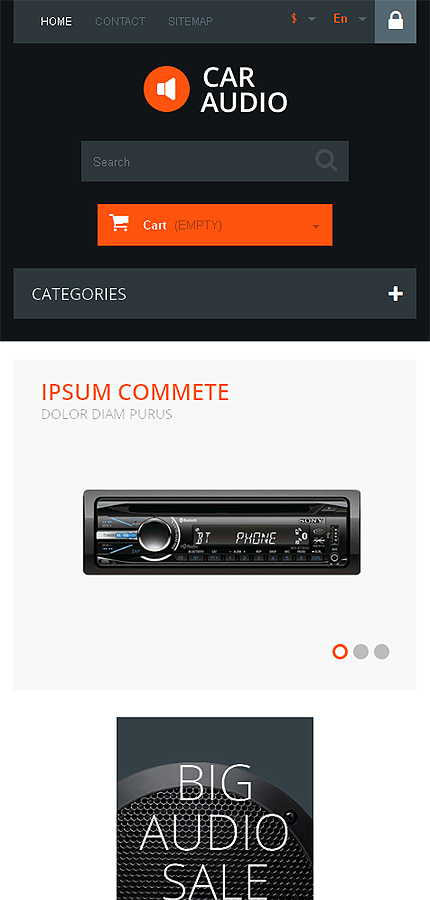 HOME CONTACT SITEMAP $ En
CAR
AUDIO
Search
Cart (EMPTY)
CATEGORIES
IPSUM COMMETE
DOLOR DIAM PURUS
SONY
BT PHONE
BIG
AUDIO
SALE